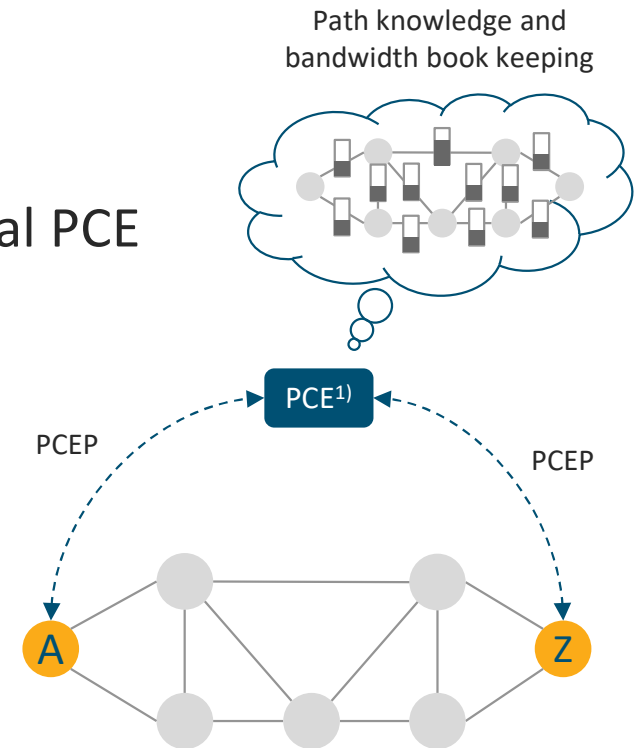 Path knowledge and
bandwidth book keeping
al PCE
PCE1)
PCEP
PCEP
A
Z